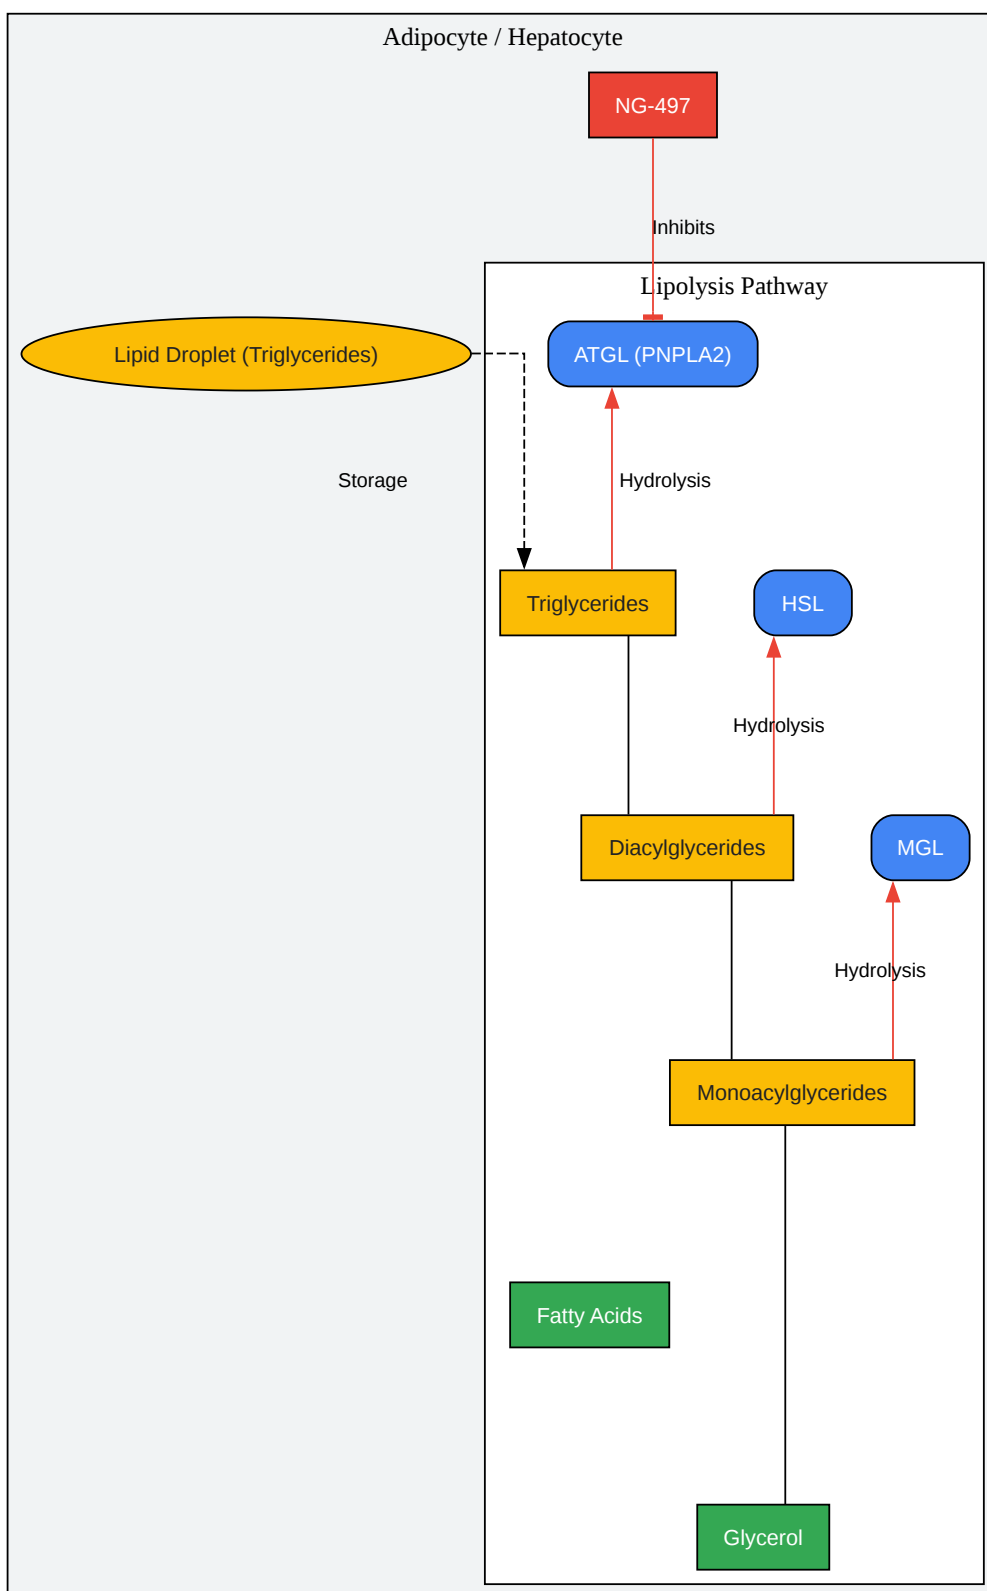 Adipocyte / Hepatocyte
NG-497
Inhibits
Lipolysis Pathway
Lipid Droplet (Triglycerides)
ATGL (PNPLA2)
Storage
Hydrolysis
Triglycerides
HSL
Hydrolysis
Diacylglycerides
MGL
Hydrolysis
Monoacylglycerides
Fatty Acids
Glycerol